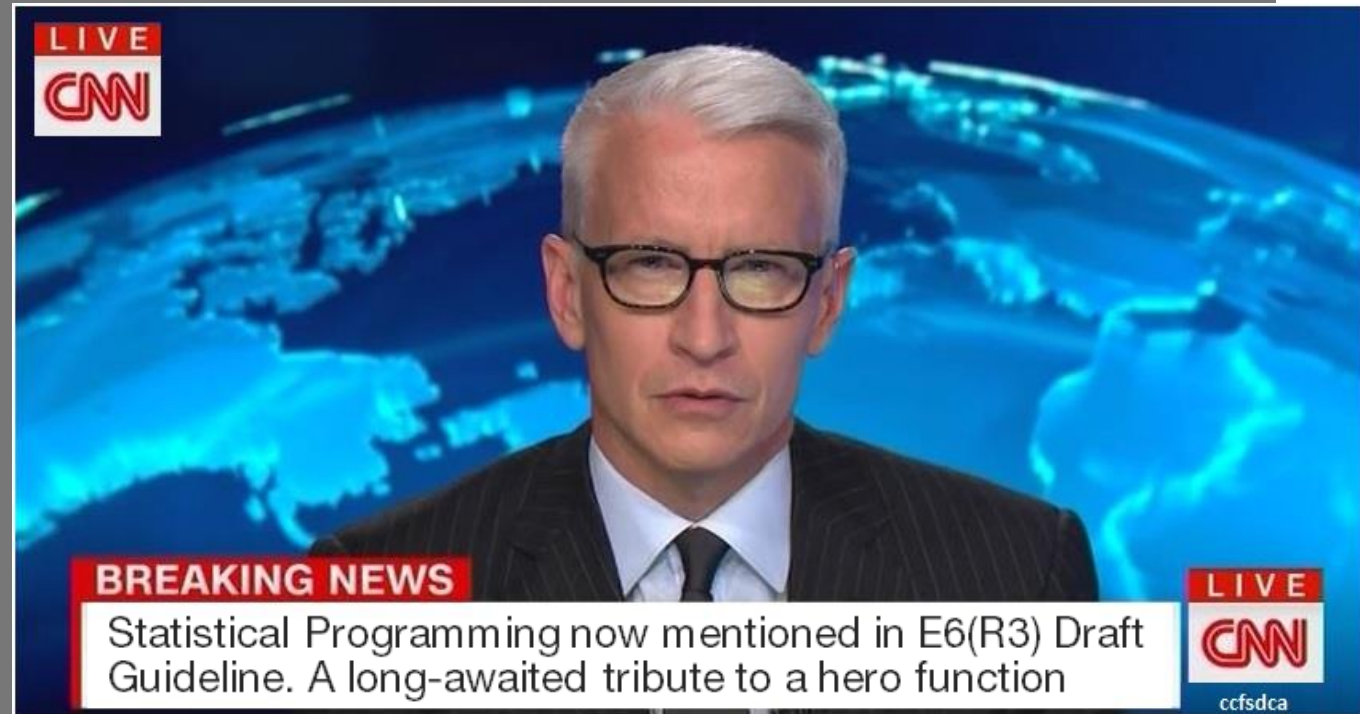 LIVE
CNN
BREAKING NEWS
Statistical Programming now mentioned in E6(R3) Draft
Guideline. A long-awaited tribute to a hero function
LIVE
CNN
ccfsdca